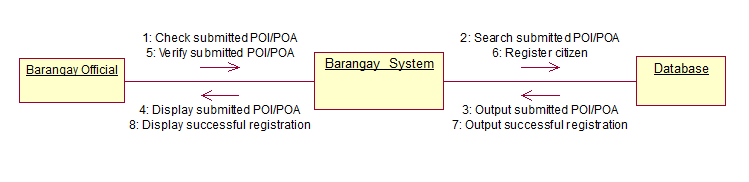 1: Check submitted POI/POA
5: Verify submitted POI/POA
2: Search submitted POI/POA
6: Register citizen
Barangay Official
Barangay System
Database
4: Display submitted POI/POA
8: Display successful registration
3: Output submitted POI/POA
7: Output successful registration